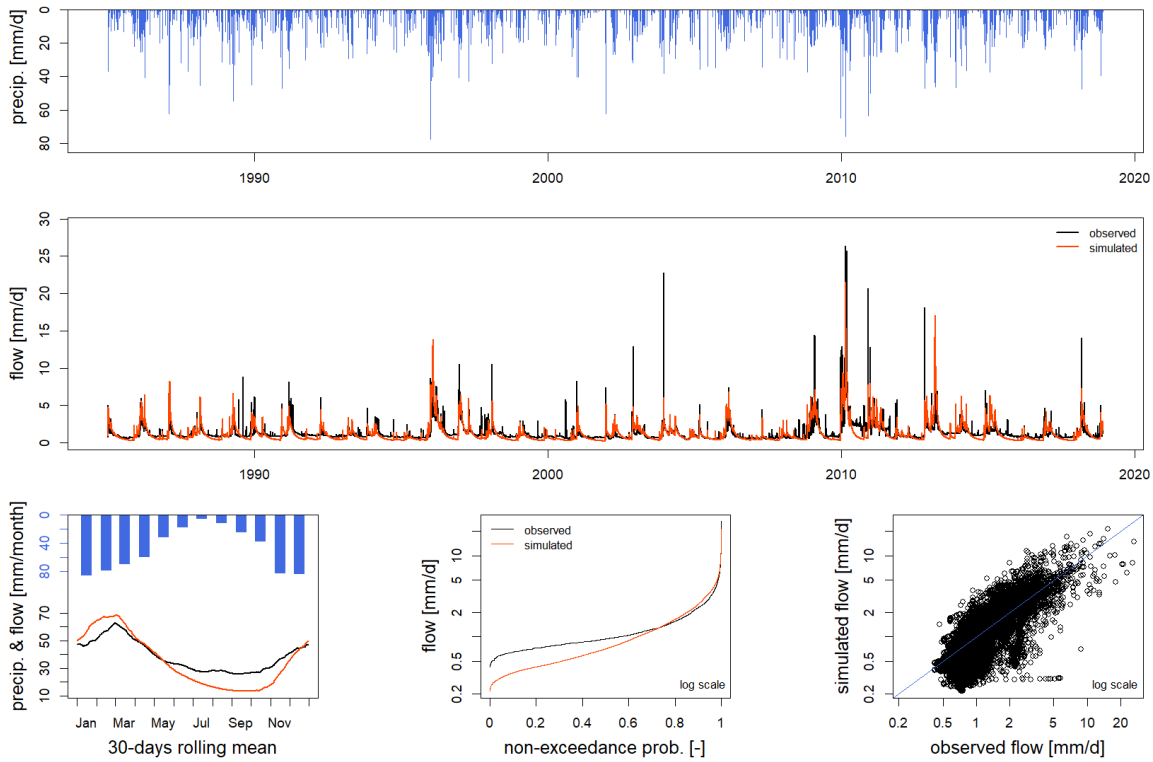 precip. [mm/d]
0
20
40
60
80
1990
2000
2010
2020
flow [mm/d]
30
25
20
15
10
5
0
observed
simulated
1990
2000
2010
2020
precip. & flow [mm/month]
0
40
80
70
50
30
10
Jan Mar May Jul Sep Nov
30-days rolling mean
flow [mm/d]
10
5
2
0.5
0.2
observed
simulated
log scale
0 0.2 0.4 0.6 0.8 1
non-exceedance prob. [-]
simulated flow [mm/d]
10
5
2
0.5
0.2
log scale
0.2 0.5 1 2 5 10 20
observed flow [mm/d]